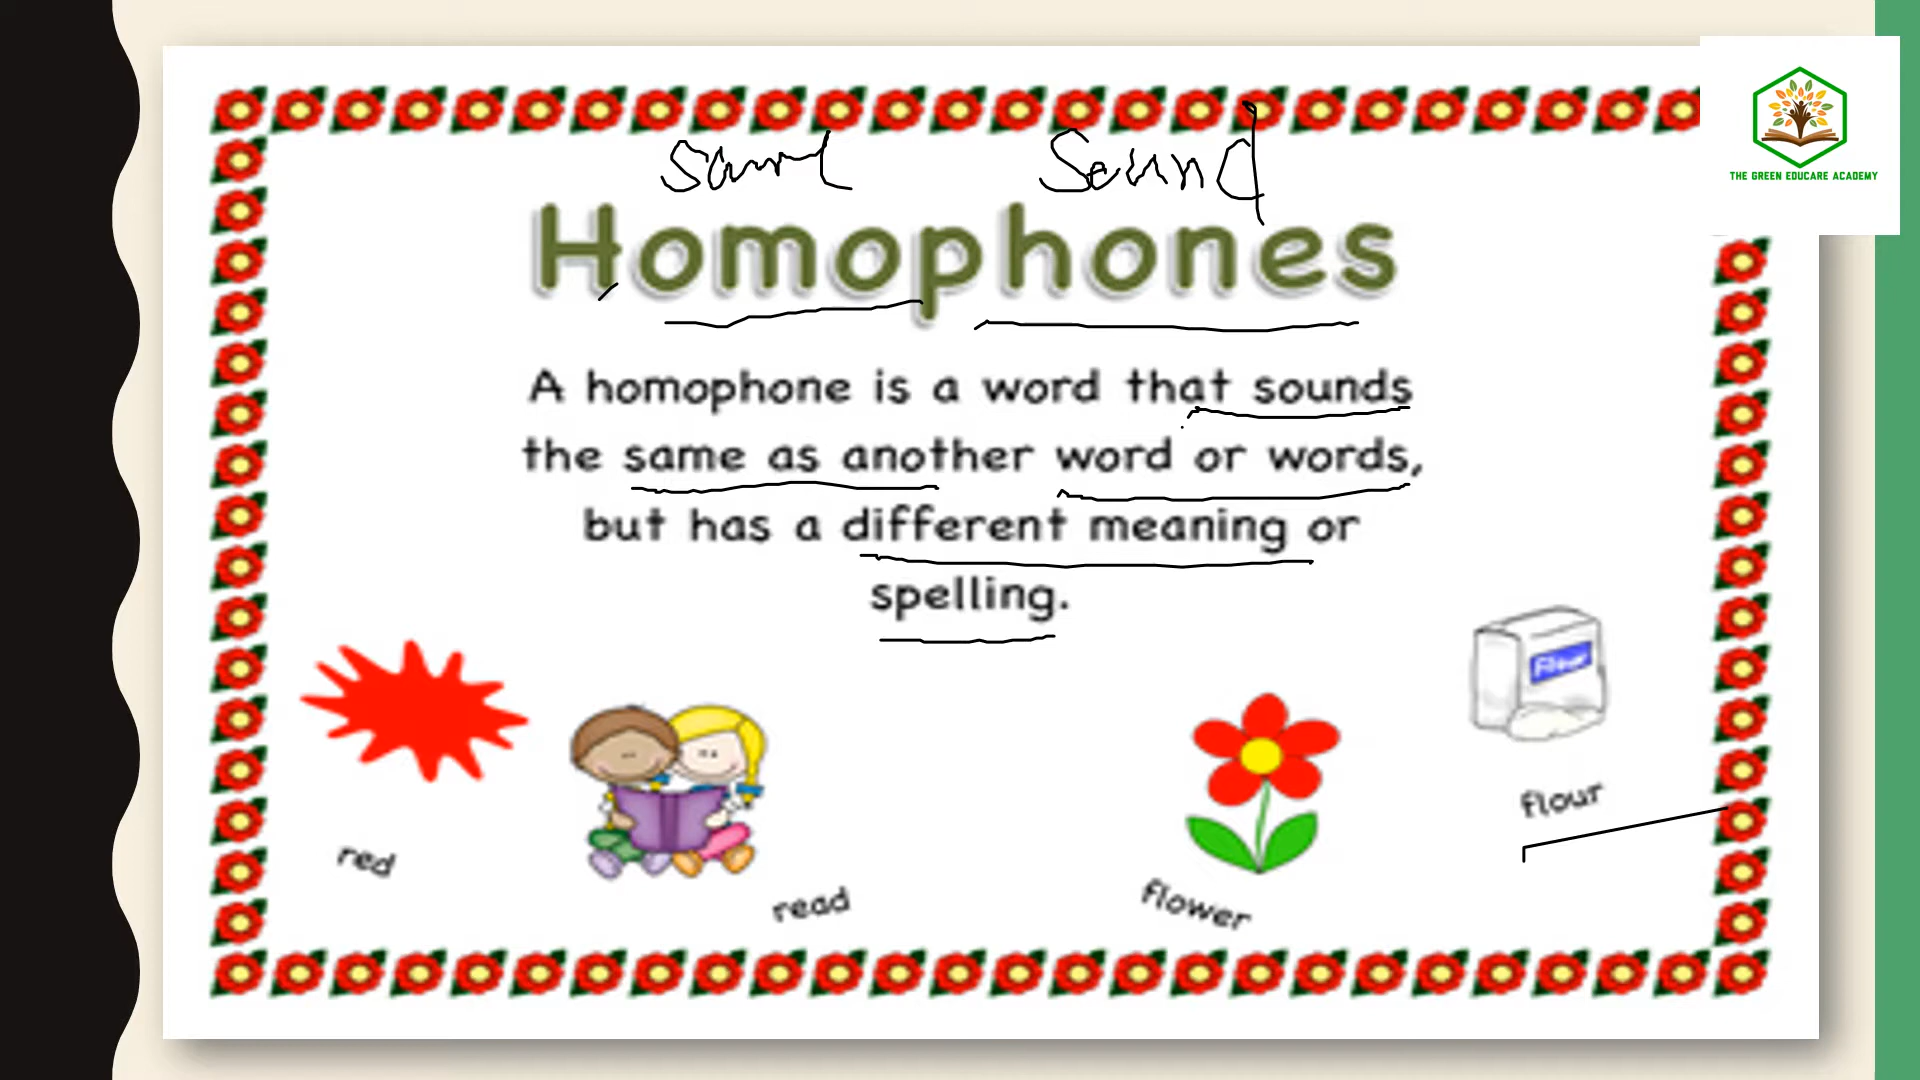 THE GREEN EDUCARE ACADEMY
same sound
Homophones
A homophone is a word that sounds
the same as another word or words,
but has a different meaning or
spelling.
Flour
flour
red
read
flower